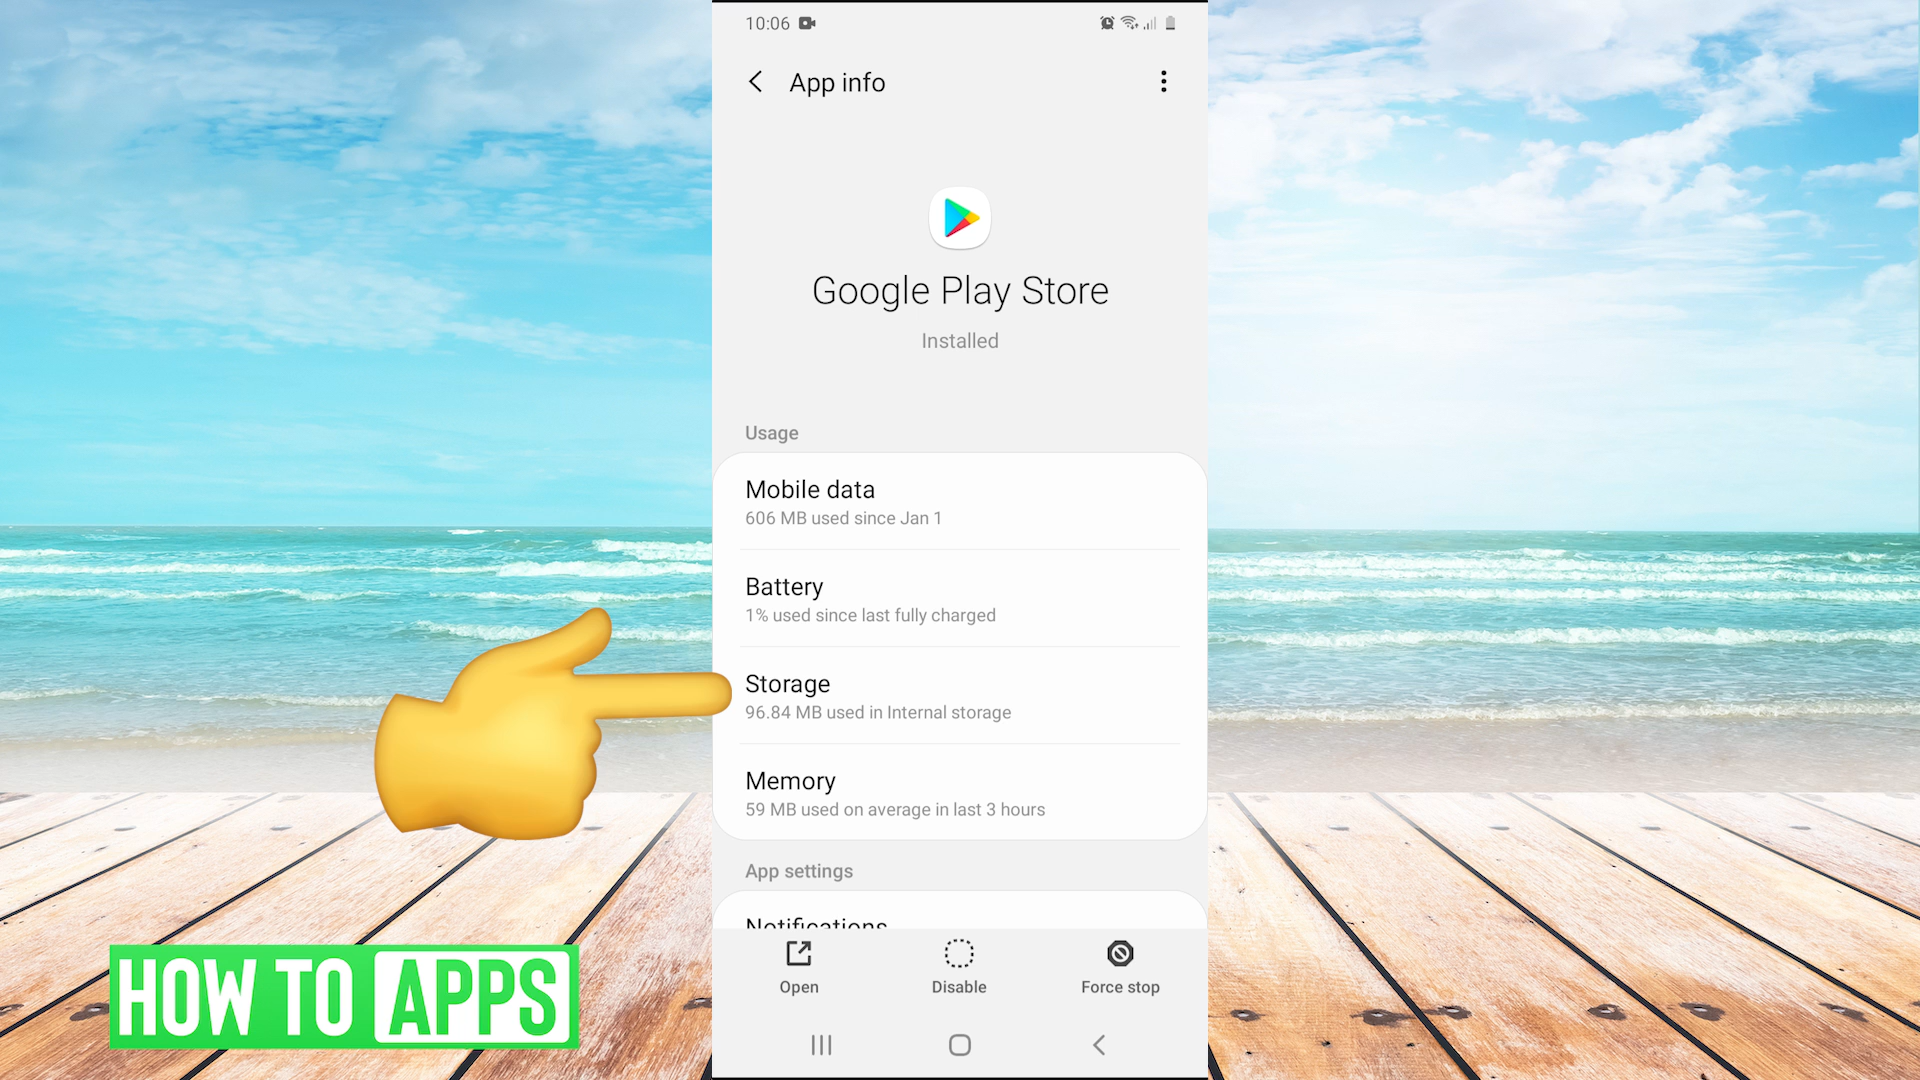 10:06
App info
Google Play Store
Installed
Usage
Mobile data
606 MB used since Jan 1
Battery
1% used since last fully charged
Storage
96.84 MB used in Internal storage
Memory
59 MB used on average in last 3 hours
App settings
Notifications
Open
Disable
Force stop
HOW TO APPS